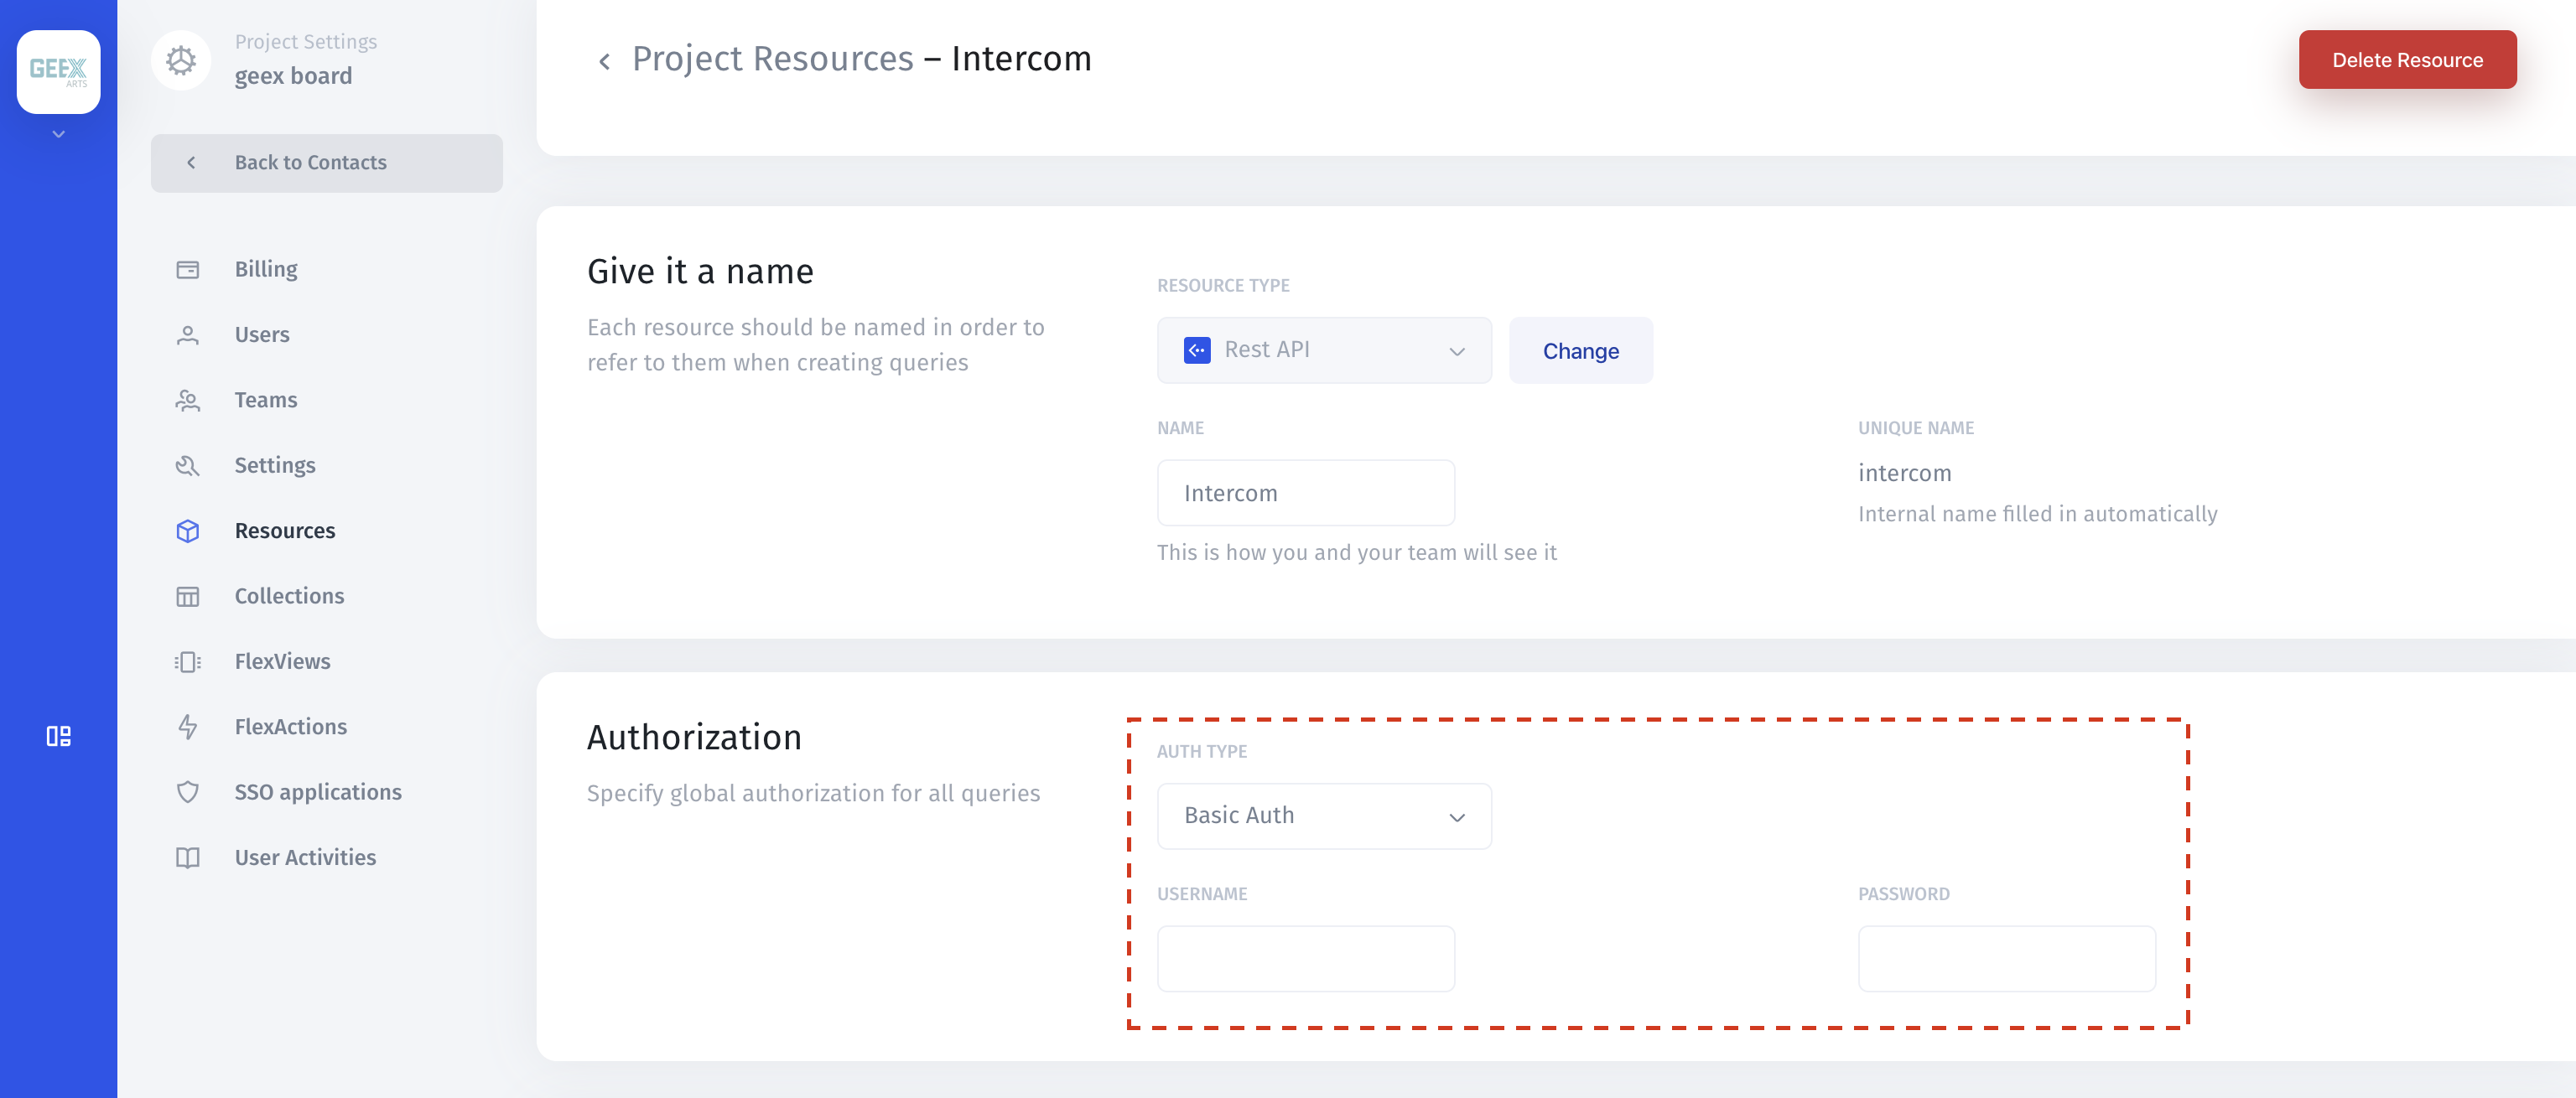 GEEX
ARTS
Project Settings
geex board
Back to Contacts
Billing
Users
Teams
Settings
Resources
Collections
FlexViews
FlexActions
SSO applications
User Activities
Project Resources – Intercom
Delete Resource
Give it a name
Each resource should be named in order to
refer to them when creating queries
RESOURCE TYPE
Rest API
Change
NAME
Intercom
This is how you and your team will see it
UNIQUE NAME
intercom
Internal name filled in automatically
Authorization
Specify global authorization for all queries
AUTH TYPE
Basic Auth
USERNAME
PASSWORD